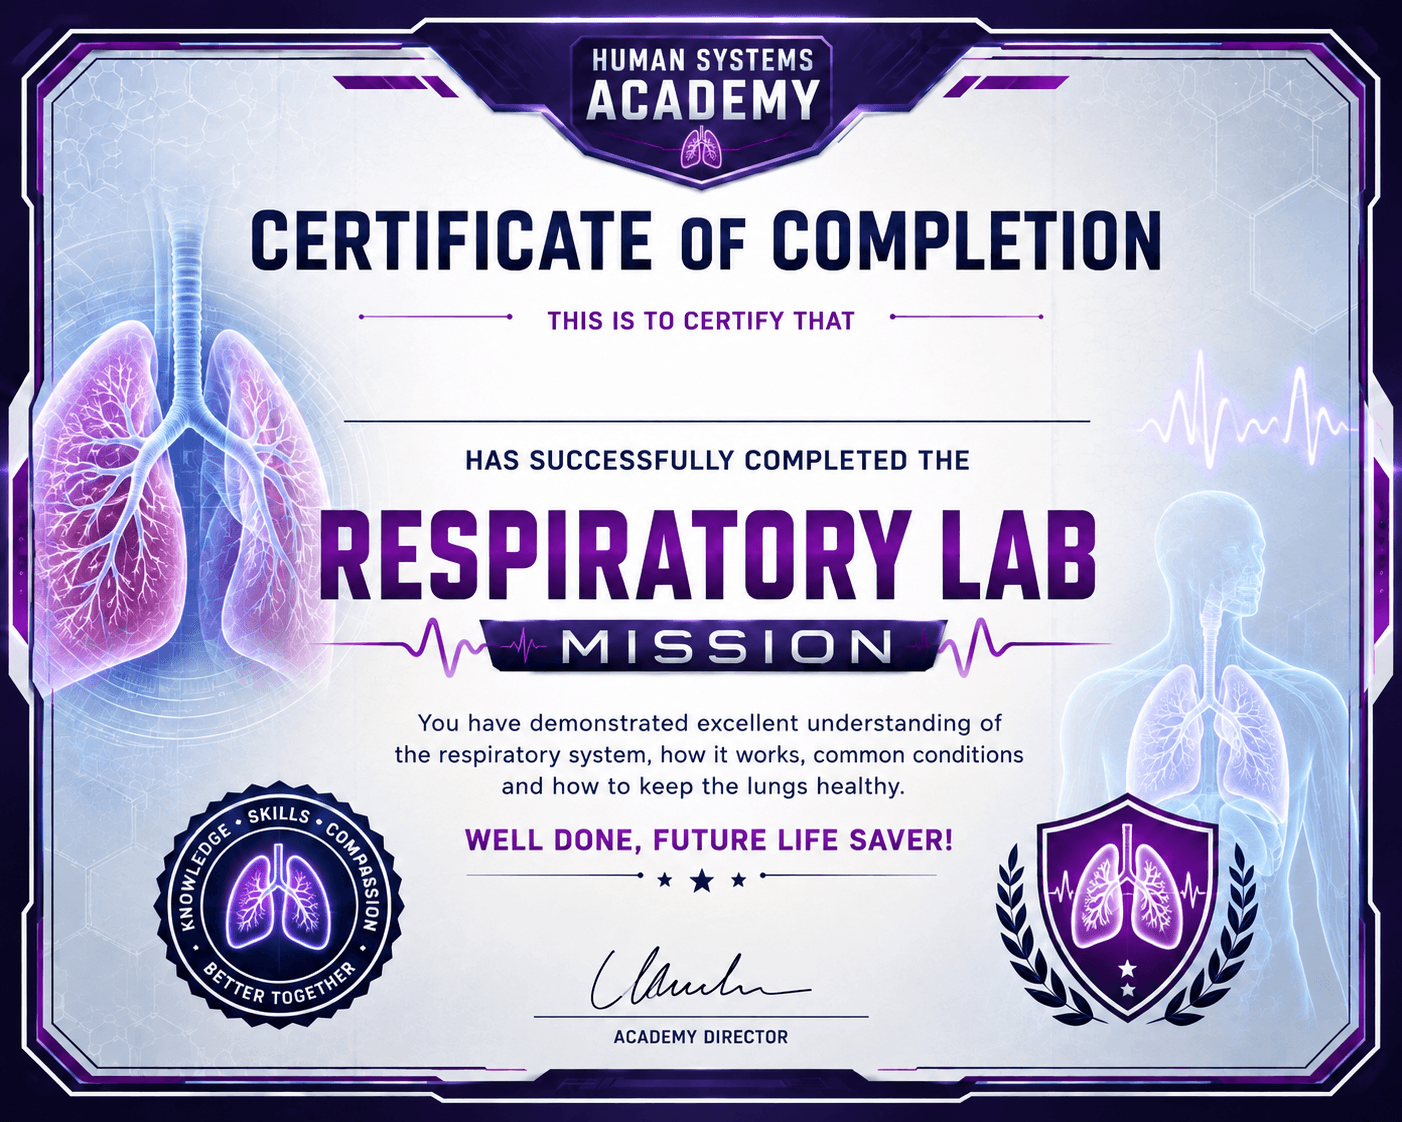 HUMAN SYSTEMS
ACADEMY
CERTIFICATE OF COMPLETION
THIS IS TO CERTIFY THAT
HAS SUCCESSFULLY COMPLETED THE
RESPIRATORY LAB
MISSION
You have demonstrated excellent understanding of
the respiratory system, how it works, common conditions
and how to keep the lungs healthy.
WELL DONE, FUTURE LIFE SAVER!
KNOWLEDGE • SKILLS • COMPASSION
• BETTER TOGETHER •
ACADEMY DIRECTOR